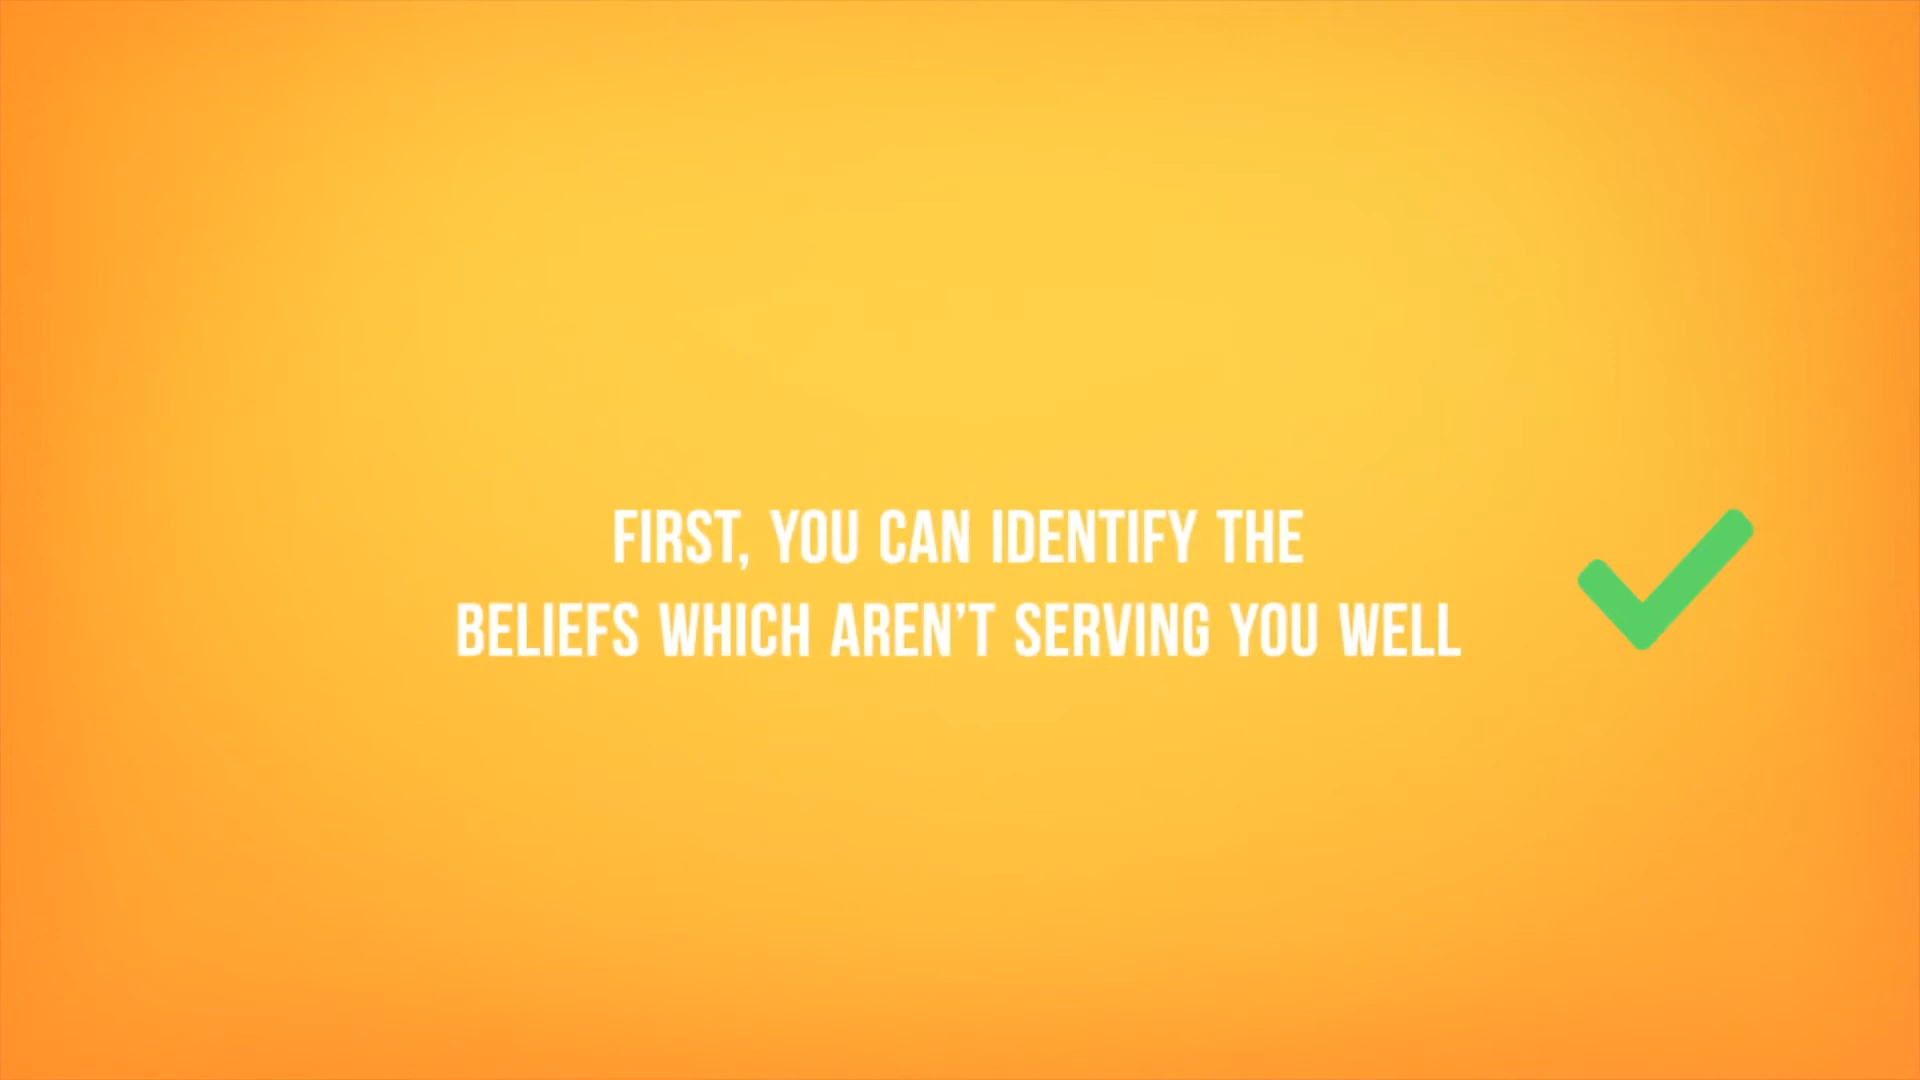 FIRST, YOU CAN IDENTIFY THE
BELIEFS WHICH AREN’T SERVING YOU WELL